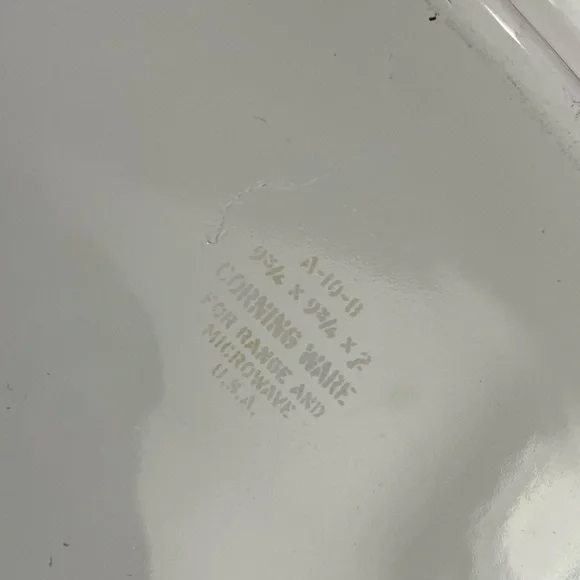 A-10-B
9¾ x 9¾ x 2
CORNING WARE
FOR RANGE AND
MICROWAVE
U.S.A.